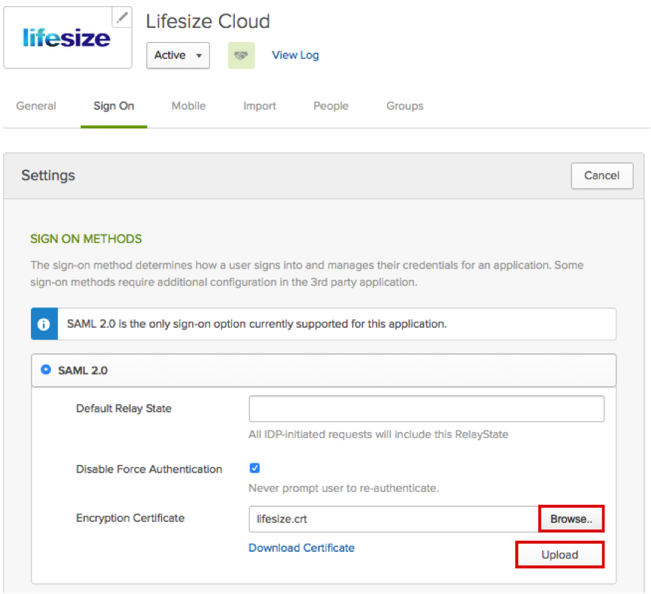 lifesize
Lifesize Cloud
Active
View Log
General Sign On Mobile Import People Groups
Settings
Cancel
SIGN ON METHODS
The sign-on method determines how a user signs into and manages their credentials for an application. Some
sign-on methods require additional configuration in the 3rd party application.
SAML 2.0 is the only sign-on option currently supported for this application.
SAML 2.0
Default Relay State
All IDP-initiated requests will include this RelayState
Disable Force Authentication
Never prompt user to re-authenticate.
Encryption Certificate
lifesize.crt
Browse..
Download Certificate
Upload